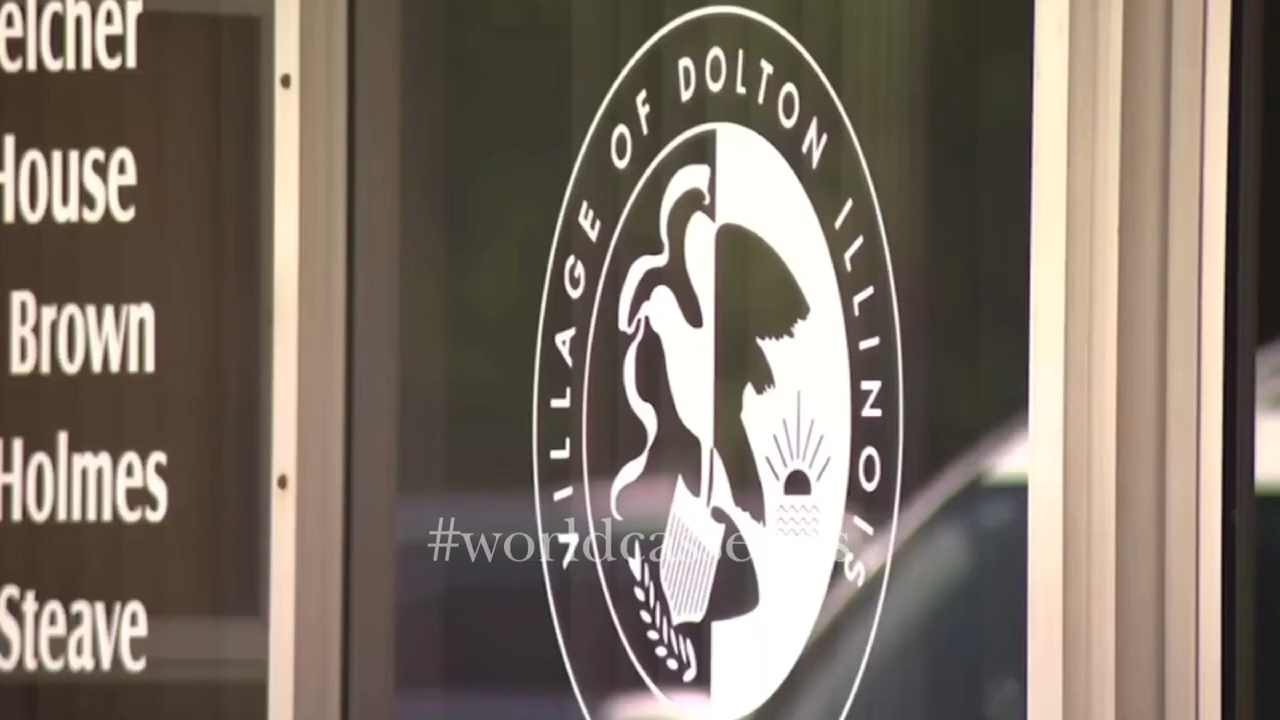 elcher
House
Brown
Holmes
Steave
VILLAGE OF DOLTON ILLINOIS